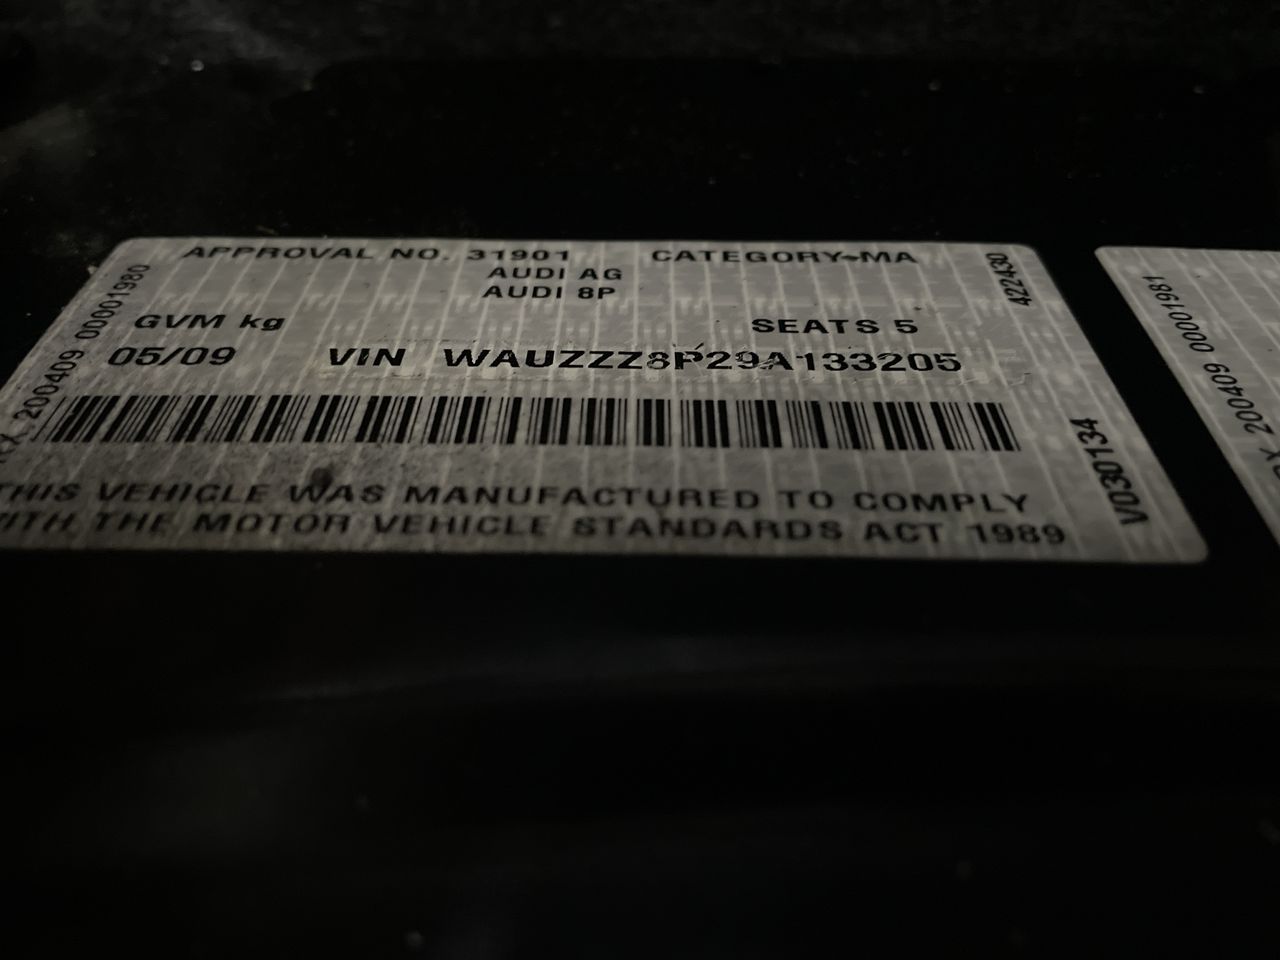 APPROVAL NO. 31901 CATEGORY-MA
AUDI AG
AUDI 8P
GVM kg SEATS 5
05/09 VIN WAUZZZ8P29A133205
THIS VEHICLE WAS MANUFACTURED TO COMPLY
WITH THE MOTOR VEHICLE STANDARDS ACT 1989
200409 00001980
422430
V030134
200409 00001981